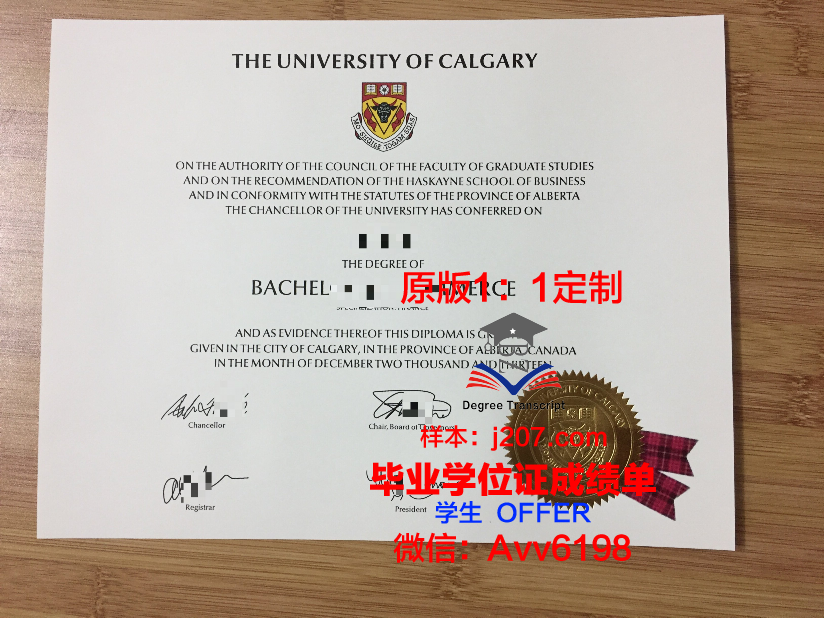 THE UNIVERSITY OF CALGARY
ON THE AUTHORITY OF THE COUNCIL OF THE FACULTY OF GRADUATE STUDIES
AND ON THE RECOMMENDATION OF THE HASKAYNE SCHOOL OF BUSINESS
AND IN CONFORMITY WITH THE STATUTES OF THE PROVINCE OF ALBERTA
THE CHANCELLOR OF THE UNIVERSITY HAS CONFERRED ON
THE DEGREE OF
BACHEL MERCE
原版1：1定制
AND AS EVIDENCE THEREOF THIS DIPLOMA IS
GIVEN IN THE CITY OF CALGARY, IN THE PROVINCE OF ALBERTA, CANADA
IN THE MONTH OF DECEMBER TWO THOUSAND AND THIRTEEN
Degree Transcript
Chancellor
Chair, Board of Governors
样本：j207.com
毕业学位证成绩单
学生 OFFER
Registrar
President
微信：Avv6198